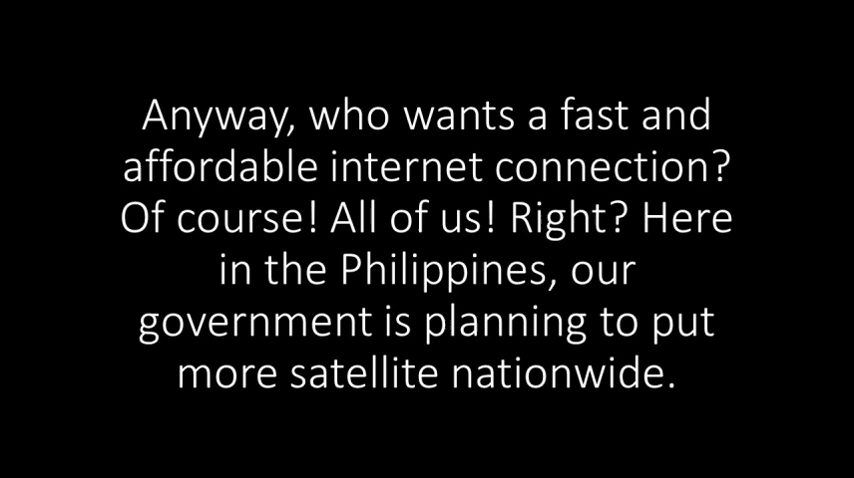 Anyway, who wants a fast and
affordable internet connection?
Of course! All of us! Right? Here
in the Philippines, our
government is planning to put
more satellite nationwide.